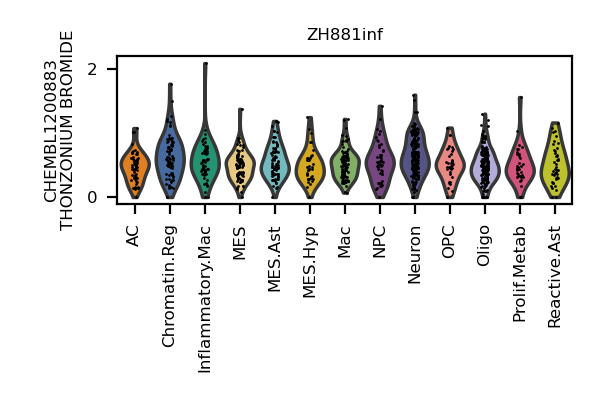 ZH881inf
CHEMBL1200883
THONZONIUM BROMIDE
2
0
AC
Chromatin.Reg
Inflammatory.Mac
MES
MES.Ast
MES.Hyp
Mac
NPC
Neuron
OPC
Oligo
Prolif.Metab
Reactive.Ast